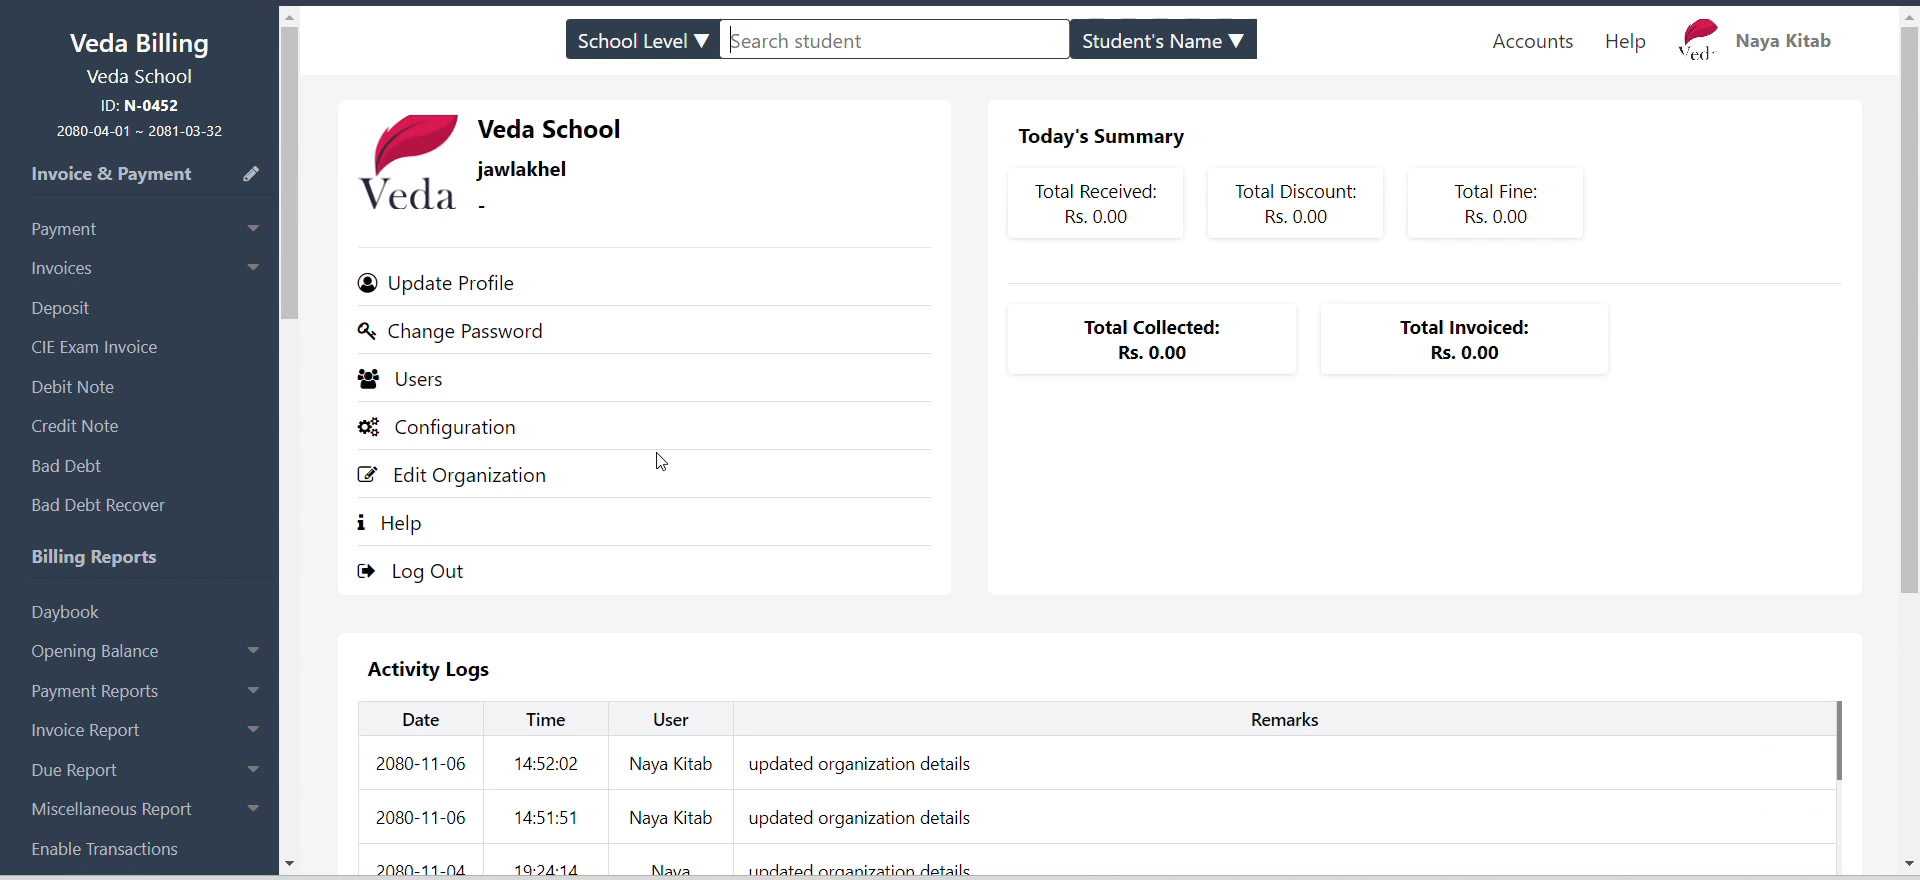 Veda Billing
Veda School
ID: N-0452
2080-04-01 ~ 2081-03-32
Invoice & Payment
Payment
Invoices
Deposit
CIE Exam Invoice
Debit Note
Credit Note
Bad Debt
Bad Debt Recover
Billing Reports
Daybook
Opening Balance
Payment Reports
Invoice Report
Due Report
Miscellaneous Report
Enable Transactions
School Level ▼ Search student Student's Name ▼
Accounts Help Veda Naya Kitab
Veda
Veda School
jawlakhel
-
Update Profile
Change Password
Users
Configuration
Edit Organization
Help
Log Out
Today's Summary
Total Received: Total Discount: Total Fine:
Rs. 0.00 Rs. 0.00 Rs. 0.00
Total Collected: Total Invoiced:
Rs. 0.00 Rs. 0.00
Activity Logs
Date Time User Remarks
2080-11-06 14:52:02 Naya Kitab updated organization details
2080-11-06 14:51:51 Naya Kitab updated organization details
2080-11-04 19:24:14 Naya updated organization details